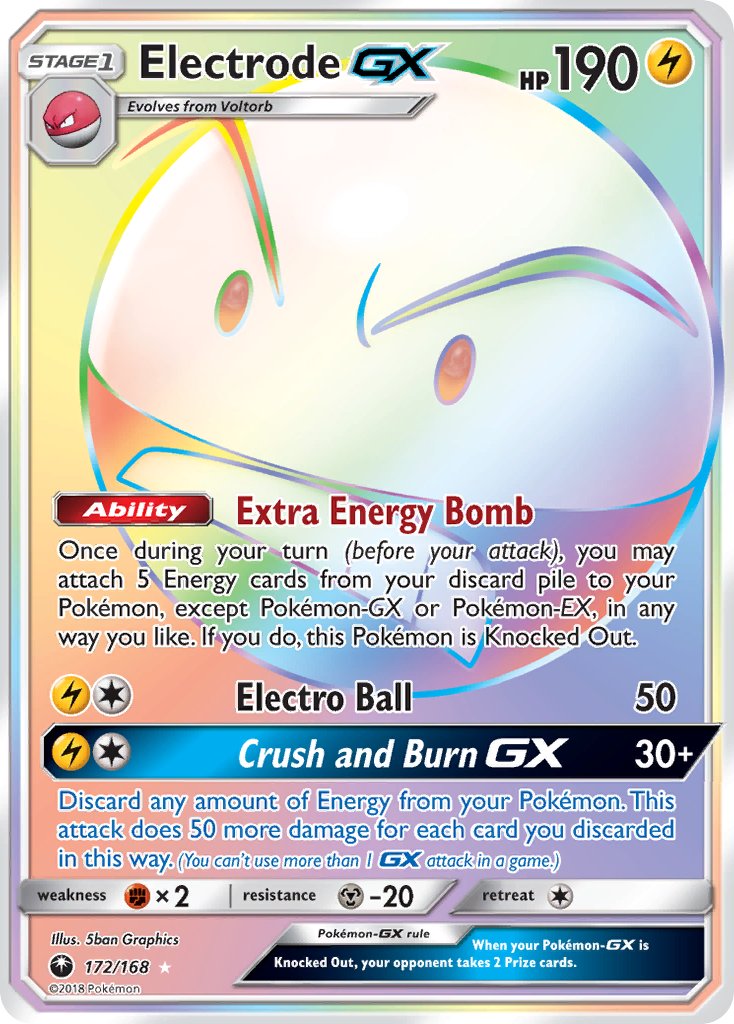 STAGE1 Electrode GX HP 190
Evolves from Voltorb
Ability Extra Energy Bomb
Once during your turn (before your attack), you may
attach 5 Energy cards from your discard pile to your
Pokémon, except Pokémon-GX or Pokémon-EX, in any
way you like. If you do, this Pokémon is Knocked Out.
Electro Ball 50
Crush and Burn GX 30+
Discard any amount of Energy from your Pokémon. This
attack does 50 more damage for each card you discarded
in this way. (You can't use more than 1 GX attack in a game.)
weakness ×2 resistance -20 retreat
Illus. 5ban Graphics
172/168
©2018 Pokémon
Pokémon-GX rule
When your Pokémon-GX is
Knocked Out, your opponent takes 2 Prize cards.